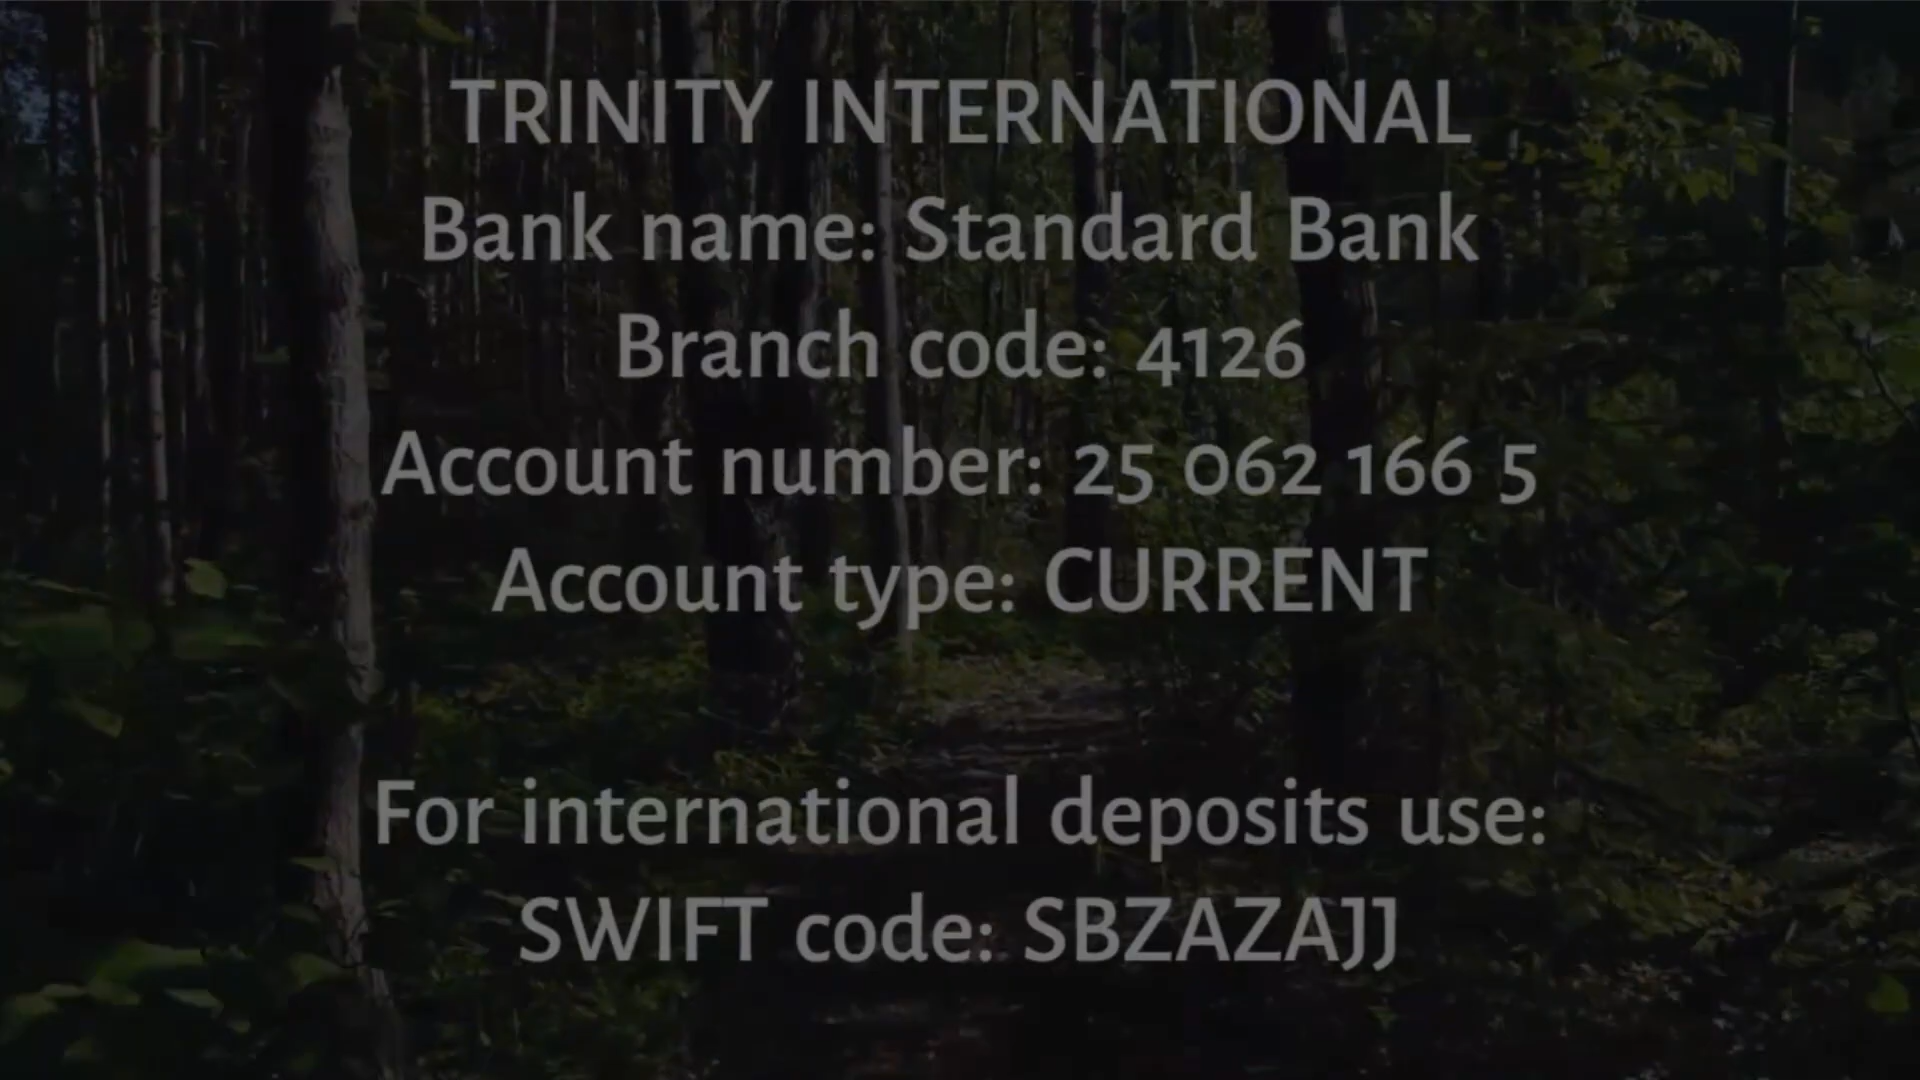 TRINITY INTERNATIONAL
Bank name: Standard Bank
Branch code: 4126
Account number: 25 062 166 5
Account type: CURRENT
For international deposits use:
SWIFT code: SBZAZAJJ